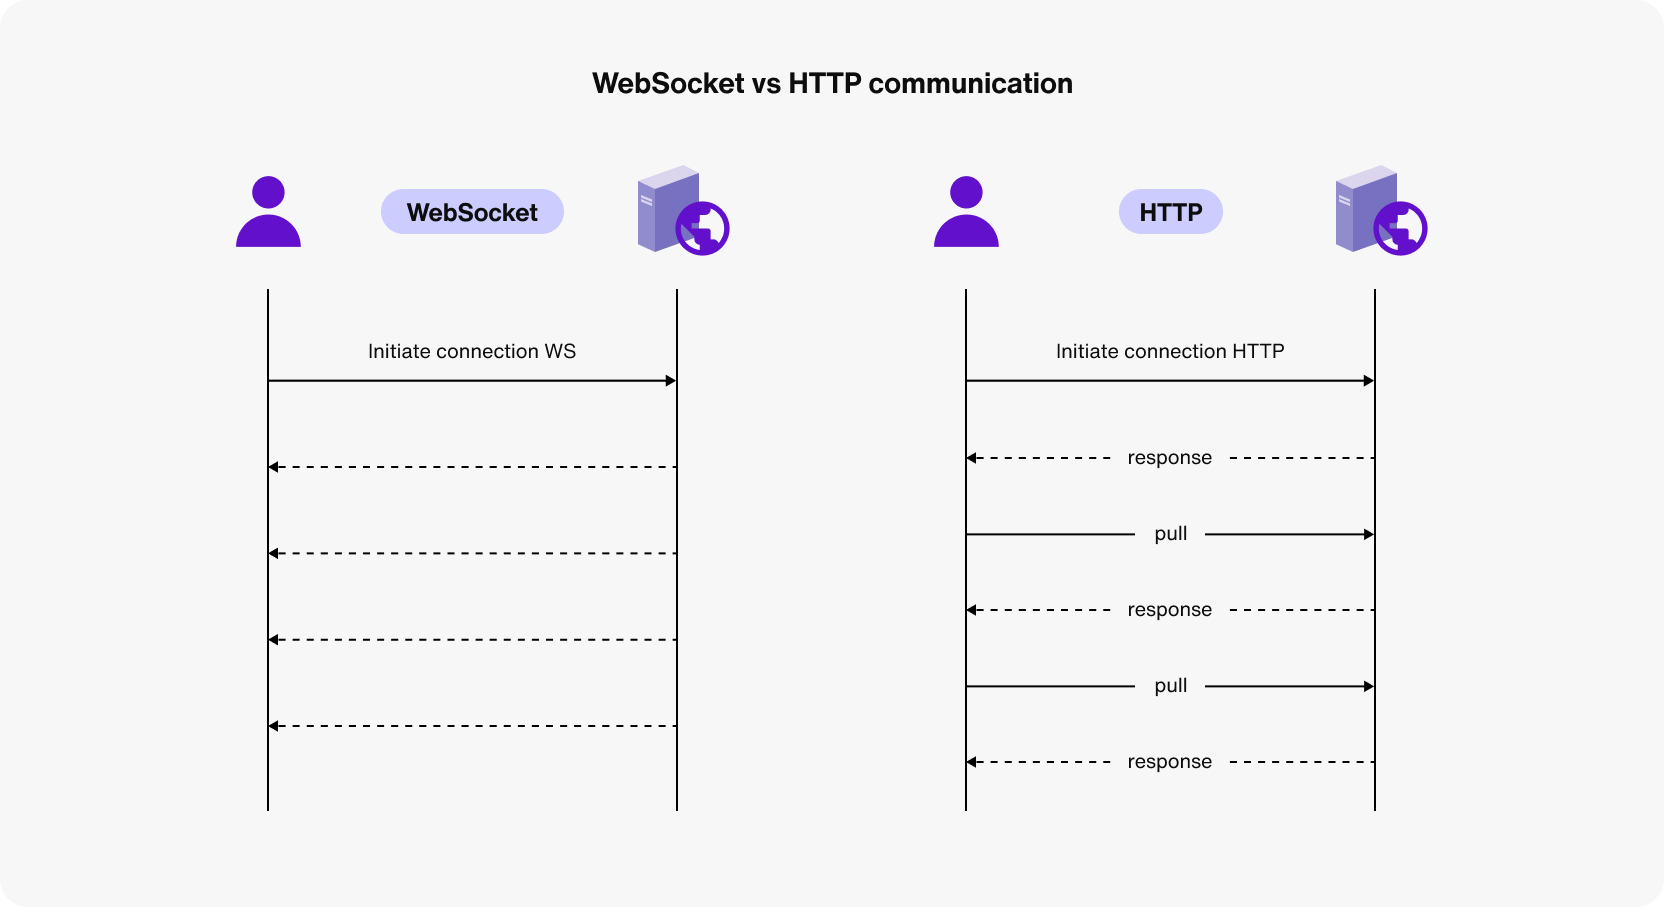 WebSocket vs HTTP communication
WebSocket
HTTP
Initiate connection WS
Initiate connection HTTP
response
pull
response
pull
response